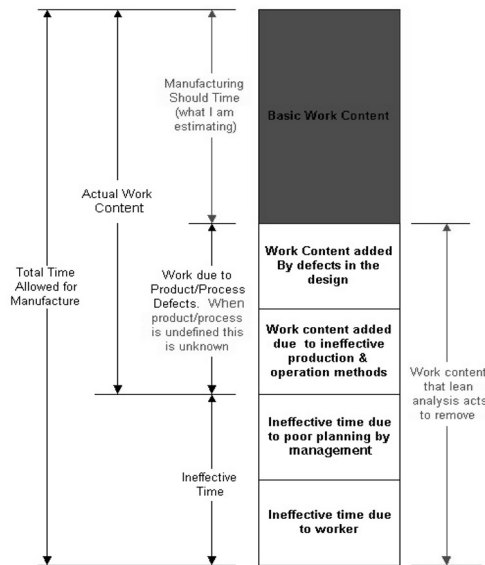 Manufacturing
Should Time
(what I am
estimating)
Basic Work Content
Actual Work
Content
Total Time
Allowed for
Manufacture
Work due to
Product/Process
Defects. When
product/process
is undefined this
is unknown
Work Content added
By defects in the
design
Work content added
due to ineffective
production &
operation methods
Work content
that lean
analysis acts
to remove
Ineffective time due
to poor planning by
management
Ineffective
Time
Ineffective time due
to worker